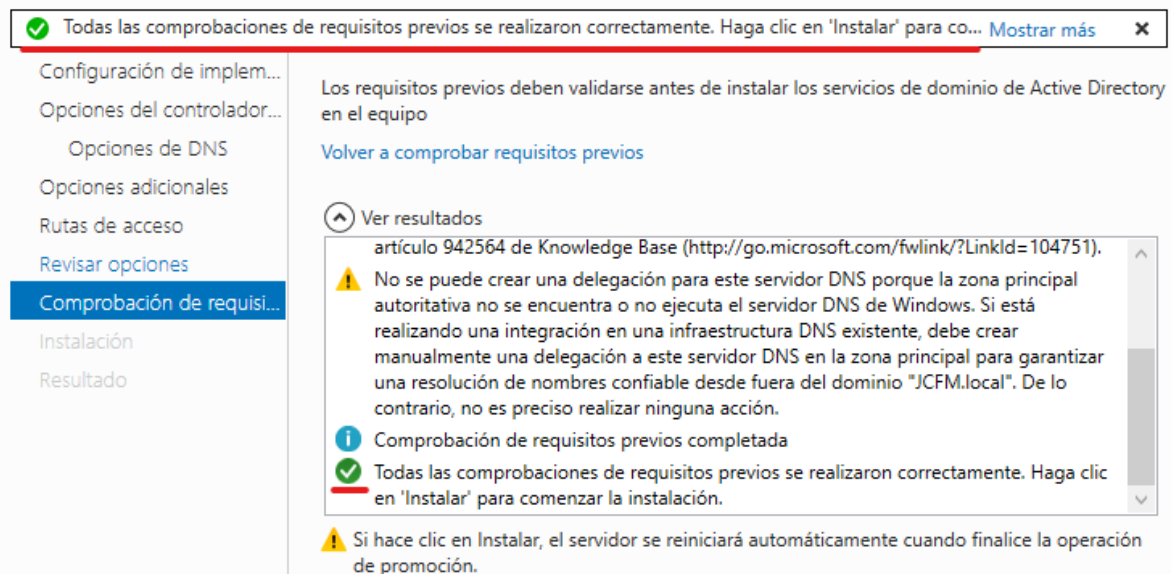 Todas las comprobaciones de requisitos previos se realizaron correctamente. Haga clic en 'Instalar' para co... Mostrar más
Configuración de implem...
Opciones del controlador...
Opciones de DNS
Opciones adicionales
Rutas de acceso
Revisar opciones
Comprobación de requisi...
Instalación
Resultado
Los requisitos previos deben validarse antes de instalar los servicios de dominio de Active Directory
en el equipo
Volver a comprobar requisitos previos
Ver resultados
artículo 942564 de Knowledge Base (http://go.microsoft.com/fwlink/?LinkId=104751).
No se puede crear una delegación para este servidor DNS porque la zona principal
autoritativa no se encuentra o no ejecuta el servidor DNS de Windows. Si está
realizando una integración en una infraestructura DNS existente, debe crear
manualmente una delegación a este servidor DNS en la zona principal para garantizar
una resolución de nombres confiable desde fuera del dominio "JCFM.local". De lo
contrario, no es preciso realizar ninguna acción.
Comprobación de requisitos previos completada
Todas las comprobaciones de requisitos previos se realizaron correctamente. Haga clic
en 'Instalar' para comenzar la instalación.
Si hace clic en Instalar, el servidor se reiniciará automáticamente cuando finalice la operación
de promoción.